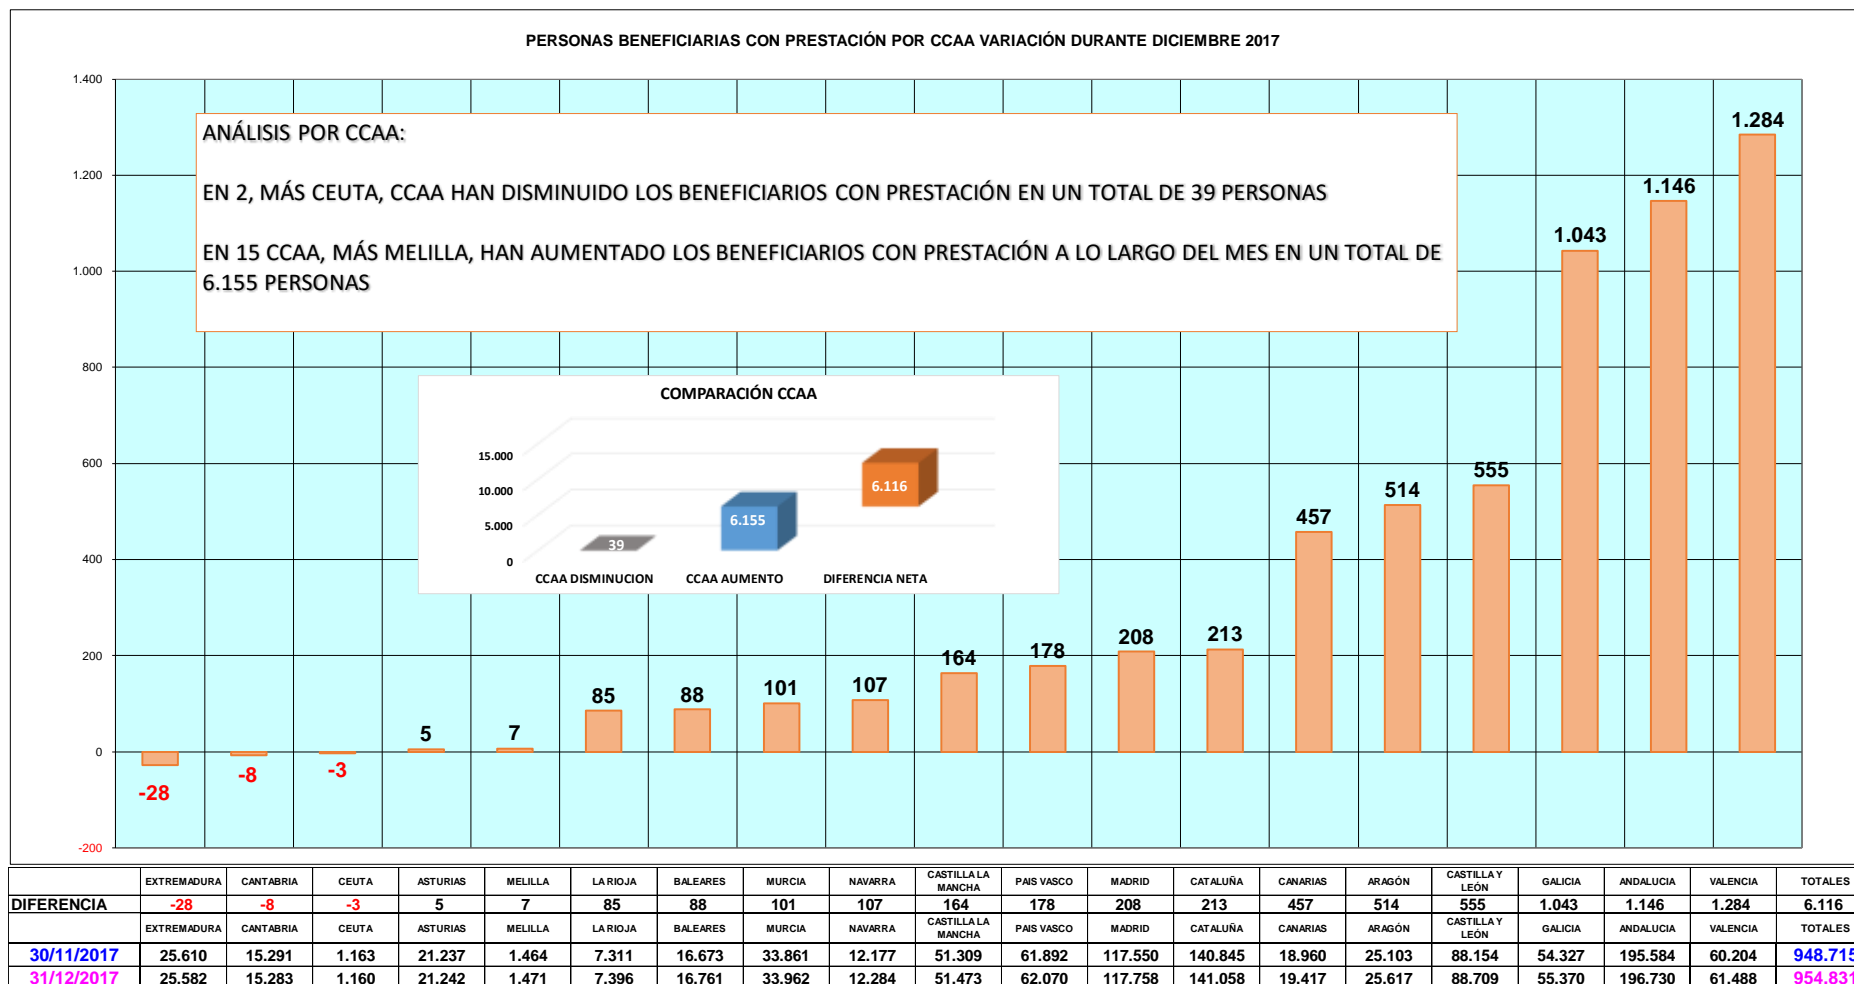 PERSONAS BENEFICIARIAS CON PRESTACIÓN POR CCAA VARIACIÓN DURANTE DICIEMBRE 2017
1.400
1.200
1.000
800
600
400
200
0
-200
ANÁLISIS POR CCAA:
EN 2, MÁS CEUTA, CCAA HAN DISMINUIDO LOS BENEFICIARIOS CON PRESTACIÓN EN UN TOTAL DE 39 PERSONAS
EN 15 CCAA, MÁS MELILLA, HAN AUMENTADO LOS BENEFICIARIOS CON PRESTACIÓN A LO LARGO DEL MES EN UN TOTAL DE
6.155 PERSONAS
COMPARACIÓN CCAA
15.000
10.000
5.000
0
39
6.155
6.116
CCAA DISMINUCION CCAA AUMENTO DIFERENCIA NETA
-28 -8 -3 5 7 85 88 101 107 164 178 208 213 457 514 555 1.043 1.146 1.284
EXTREMADURA CANTABRIA CEUTA ASTURIAS MELILLA LA RIOJA BALEARES MURCIA NAVARRA CASTILLA LA MANCHA PAIS VASCO MADRID CATALUÑA CANARIAS ARAGÓN CASTILLA Y LEÓN GALICIA ANDALUCIA VALENCIA TOTALES
DIFERENCIA -28 -8 -3 5 7 85 88 101 107 164 178 208 213 457 514 555 1.043 1.146 1.284 6.116
EXTREMADURA CANTABRIA CEUTA ASTURIAS MELILLA LA RIOJA BALEARES MURCIA NAVARRA CASTILLA LA MANCHA PAIS VASCO MADRID CATALUÑA CANARIAS ARAGÓN CASTILLA Y LEÓN GALICIA ANDALUCIA VALENCIA TOTALES
30/11/2017 25.610 15.291 1.163 21.237 1.464 7.311 16.673 33.861 12.177 51.309 61.892 117.550 140.845 18.960 25.103 88.154 54.327 195.584 60.204 948.715
31/12/2017 25.582 15.283 1.160 21.242 1.471 7.396 16.761 33.962 12.284 51.473 62.070 117.758 141.058 19.417 25.617 88.709 55.370 196.730 61.488 954.831